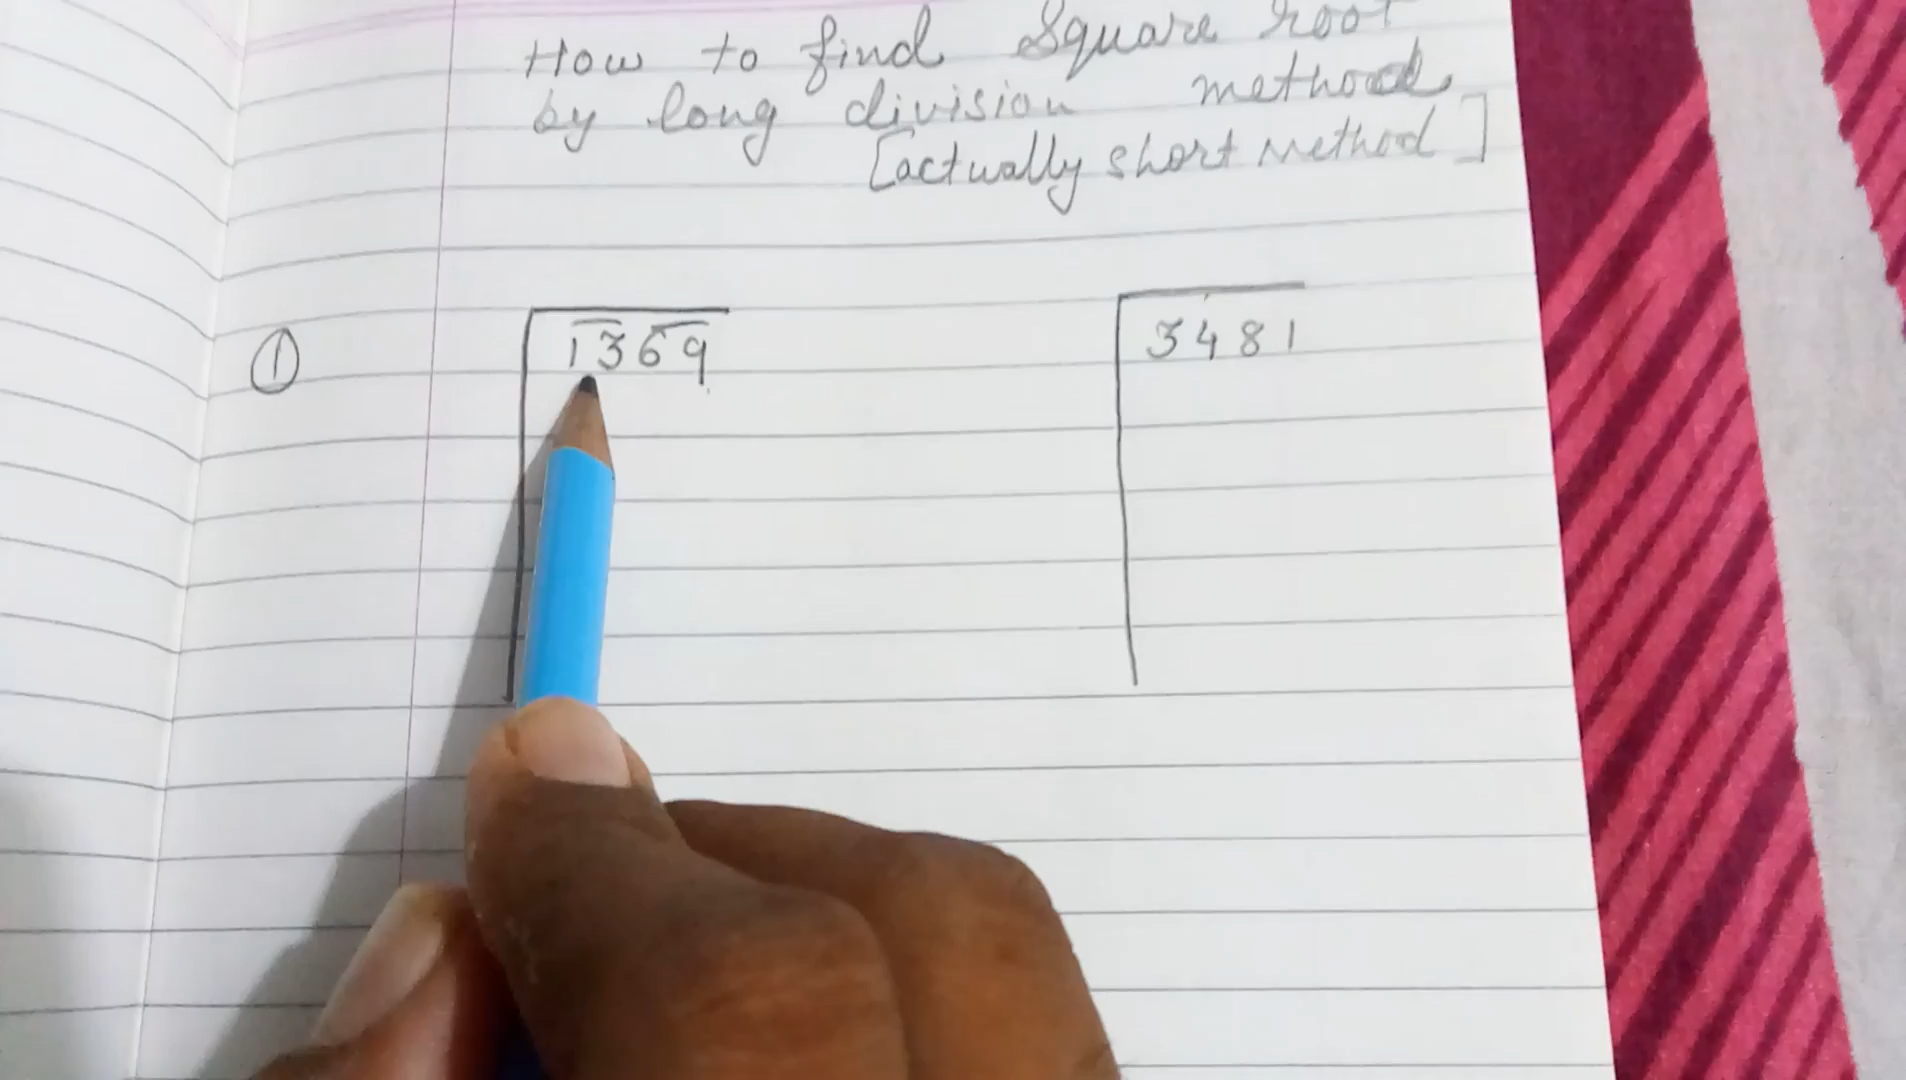 How to find Square root
by long division method
[actually short Method]
① 1369 3481